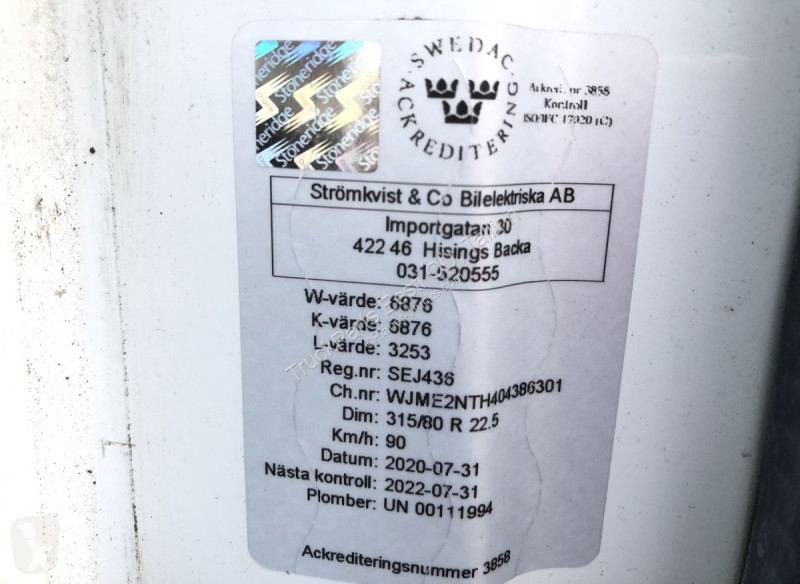 Stoneridge
SWEDAC
ACKREDITERING
Ackred. nr 3858
Kontroll
ISO/IEC 17020 (C)
Strömkvist & Co Bilelektriska AB
Importgatan 30
422 46 Hisings Backa
031-520555
W-värde: 6876
K-värde: 6876
L-värde: 3253
Reg.nr: SEJ436
Ch.nr: WJME2NTH404386301
Dim: 315/80 R 22.5
Km/h: 90
Datum: 2020-07-31
Nästa kontroll: 2022-07-31
Plomber: UN 00111994
Ackrediteringsnummer 3858